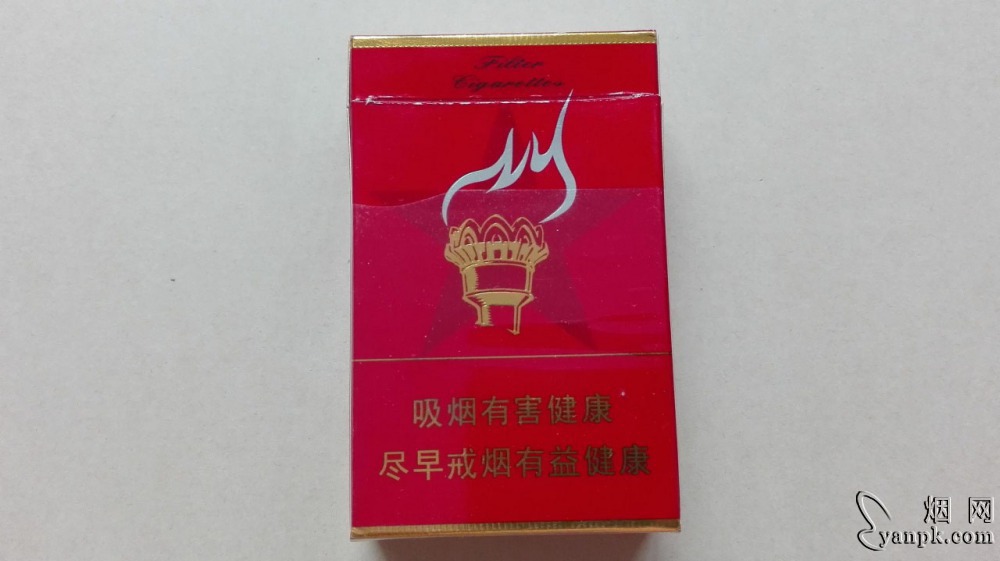 Filter
Cigarettes
吸烟有害健康
尽早戒烟有益健康
烟网
yanpk.com